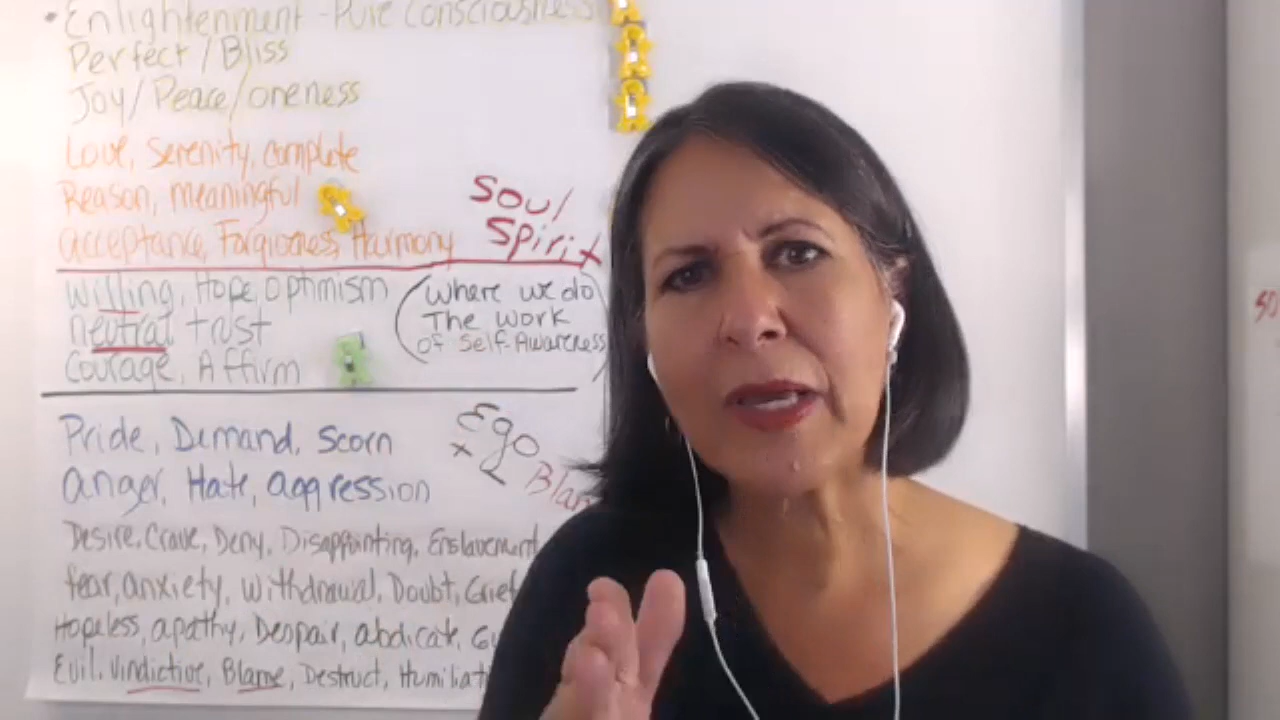 • Enlightenment - Pure Consciousness
Perfect / Bliss
Joy / Peace / oneness
Love, Serenity, complete
Reason, meaningful
acceptance, Forgiveness, Harmony
Soul
Spirit
Willing, Hope, optimism
neutral trust
Courage, Affirm
(Where we do
The work
of Self-Awareness)
Pride, Demand, Scorn
anger, Hate, aggression
Ego
Desire, Crave, Deny, Disappointing, Enslavement
fear, anxiety, withdrawal, Doubt, Grief
Hopeless, apathy, Despair, abdicate,
Evil, Vindictive, Blame, Destruct,